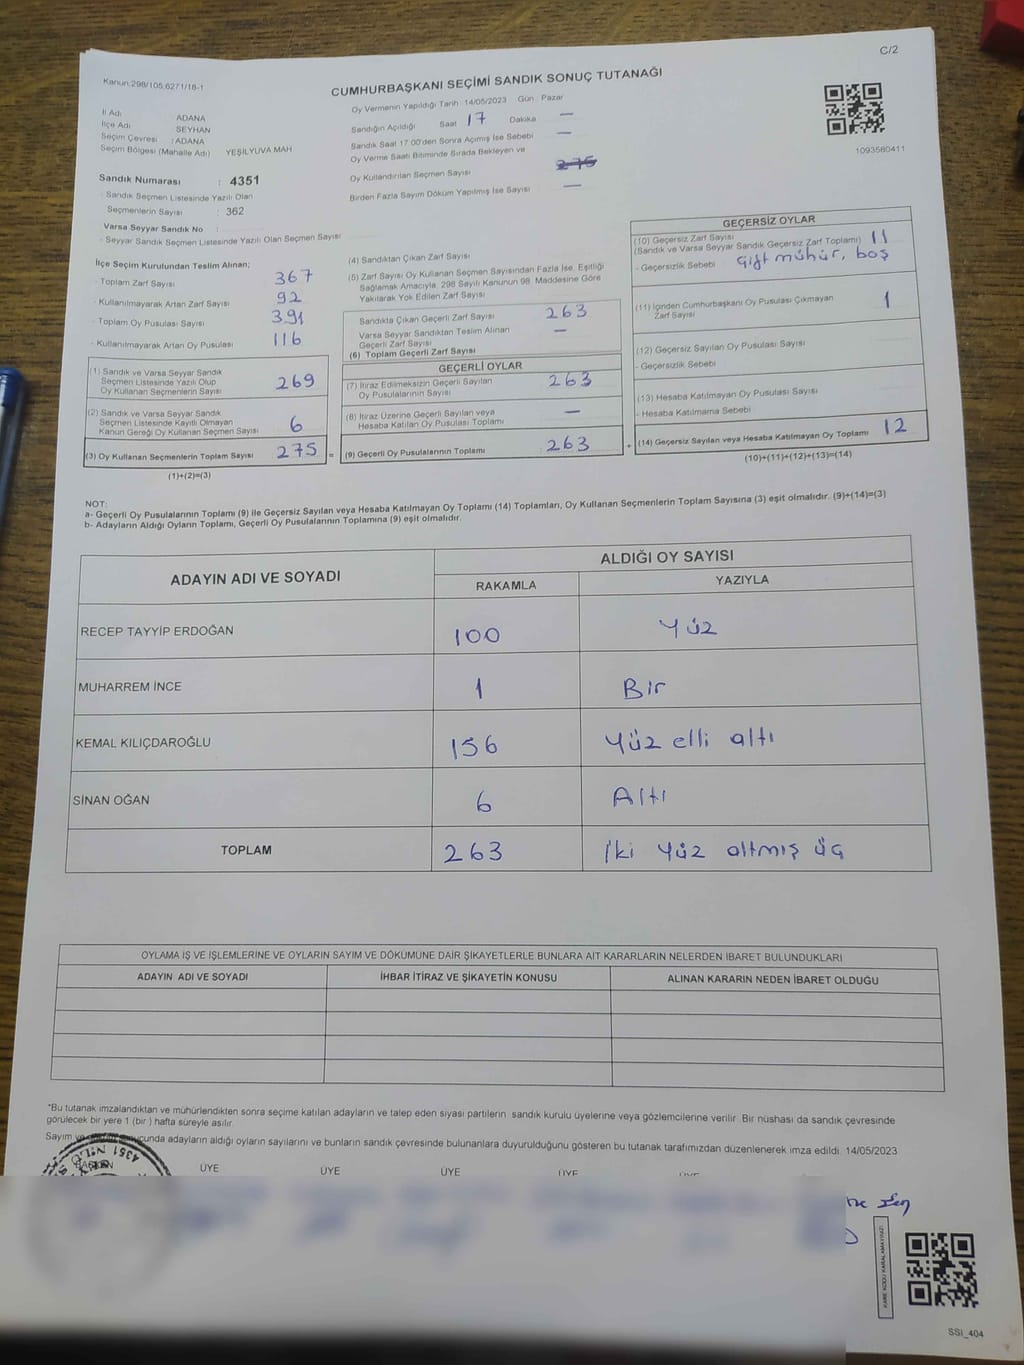 C/2
Kanun:298/105,6271/18-1
CUMHURBAŞKANI SEÇİMİ SANDIK SONUÇ TUTANAĞI
İl Adı ADANA
İlçe Adı SEYHAN
Seçim Çevresi : ADANA
Seçim Bölgesi (Mahalle Adı) YEŞİLYUVA MAH
Sandık Numarası : 4351
- Sandık Seçmen Listesinde Yazılı Olan
Seçmenlerin Sayısı : 362
Varsa Seyyar Sandık No :
- Seyyar Sandık Seçmen Listesinde Yazılı Olan Seçmen Sayısı
Oy Vermenin Yapıldığı Tarih :14/05/2023 Gün : Pazar
Sandığın Açıldığı Saat 17 Dakika —
Sandık Saat 17.00'den Sonra Açılmış İse Sebebi —
Oy Verme Saati Bitiminde Sırada Bekleyen ve
Oy Kullandırılan Seçmen Sayısı 275
Birden Fazla Sayım Döküm Yapılmış İse Sayısı —
1093580411
İlçe Seçim Kurulundan Teslim Alınan;
- Toplam Zarf Sayısı 367
- Kullanılmayarak Artan Zarf Sayısı 92
- Toplam Oy Pusulası Sayısı 391
- Kullanılmayarak Artan Oy Pusulası 116
(1) Sandık ve Varsa Seyyar Sandık
Seçmen Listesinde Yazılı Olup
Oy Kullanan Seçmenlerin Sayısı 269
(2) Sandık ve Varsa Seyyar Sandık
Seçmen Listesinde Kayıtlı Olmayan
Kanun Gereği Oy Kullanan Seçmen Sayısı 6
(3) Oy Kullanan Seçmenlerin Toplam Sayısı 275 =
(1)+(2)=(3)
(4) Sandıktan Çıkan Zarf Sayısı
(5) Zarf Sayısı Oy Kullanan Seçmen Sayısından Fazla İse, Eşitliği
Sağlamak Amacıyla, 298 Sayılı Kanunun 98. Maddesine Göre
Yakılarak Yok Edilen Zarf Sayısı
Sandıkta Çıkan Geçerli Zarf Sayısı 263
Varsa Seyyar Sandıktan Teslim Alınan
Geçerli Zarf Sayısı —
(6) Toplam Geçerli Zarf Sayısı
GEÇERLİ OYLAR
(7) İtiraz Edilmeksizin Geçerli Sayılan
Oy Pusulalarının Sayısı 263
(8) İtiraz Üzerine Geçerli Sayılan veya
Hesaba Katılan Oy Pusulası Toplamı —
(9) Geçerli Oy Pusulalarının Toplamı 263 +
GEÇERSİZ OYLAR
(10) Geçersiz Zarf Sayısı
(Sandık ve Varsa Seyyar Sandık Geçersiz Zarf Toplamı) 11
- Geçersizlik Sebebi Çift mühür, boş
(11) İçinden Cumhurbaşkanı Oy Pusulası Çıkmayan
Zarf Sayısı 1
(12) Geçersiz Sayılan Oy Pusulası Sayısı
- Geçersizlik Sebebi
(13) Hesaba Katılmayan Oy Pusulası Sayısı
- Hesaba Katılmama Sebebi
(14) Geçersiz Sayılan veya Hesaba Katılmayan Oy Toplamı 12
(10)+(11)+(12)+(13)=(14)
NOT:
a- Geçerli Oy Pusulalarının Toplamı (9) ile Geçersiz Sayılan veya Hesaba Katılmayan Oy Toplamı (14) Toplamları, Oy Kullanan Seçmenlerin Toplam Sayısına (3) eşit olmalıdır. (9)+(14)=(3)
b- Adayların Aldığı Oyların Toplamı, Geçerli Oy Pusulalarının Toplamına (9) eşit olmalıdır.
ADAYIN ADI VE SOYADI ALDIĞI OY SAYISI
RAKAMLA YAZIYLA
RECEP TAYYİP ERDOĞAN 100 Yüz
MUHARREM İNCE 1 Bir
KEMAL KILIÇDAROĞLU 156 Yüz elli altı
SİNAN OĞAN 6 Altı
TOPLAM 263 İki yüz altmış üç
OYLAMA İŞ VE İŞLEMLERİNE VE OYLARIN SAYIM VE DÖKÜMÜNE DAİR ŞİKAYETLERLE BUNLARA AİT KARARLARIN NELERDEN İBARET BULUNDUKLARI
ADAYIN ADI VE SOYADI İHBAR İTİRAZ VE ŞİKAYETİN KONUSU ALINAN KARARIN NEDEN İBARET OLDUĞU
*Bu tutanak imzalandıktan ve mühürlendikten sonra seçime katılan adayların ve talep eden siyasi partilerin sandık kurulu üyelerine veya gözlemcilerine verilir. Bir nüshası da sandık çevresinde
görülecek bir yere 1 (bir ) hafta süreyle asılır.
Sayım ve sonucunda adayların aldığı oyların sayılarını ve bunların sandık çevresinde bulunanlara duyurulduğunu gösteren bu tutanak tarafımızdan düzenlenerek imza edildi. 14/05/2023
BAŞKAN ÜYE ÜYE ÜYE ÜYE ÜYE
4351 NO'LU
KARE KODU KARALAMAYINIZ!
SSI_404